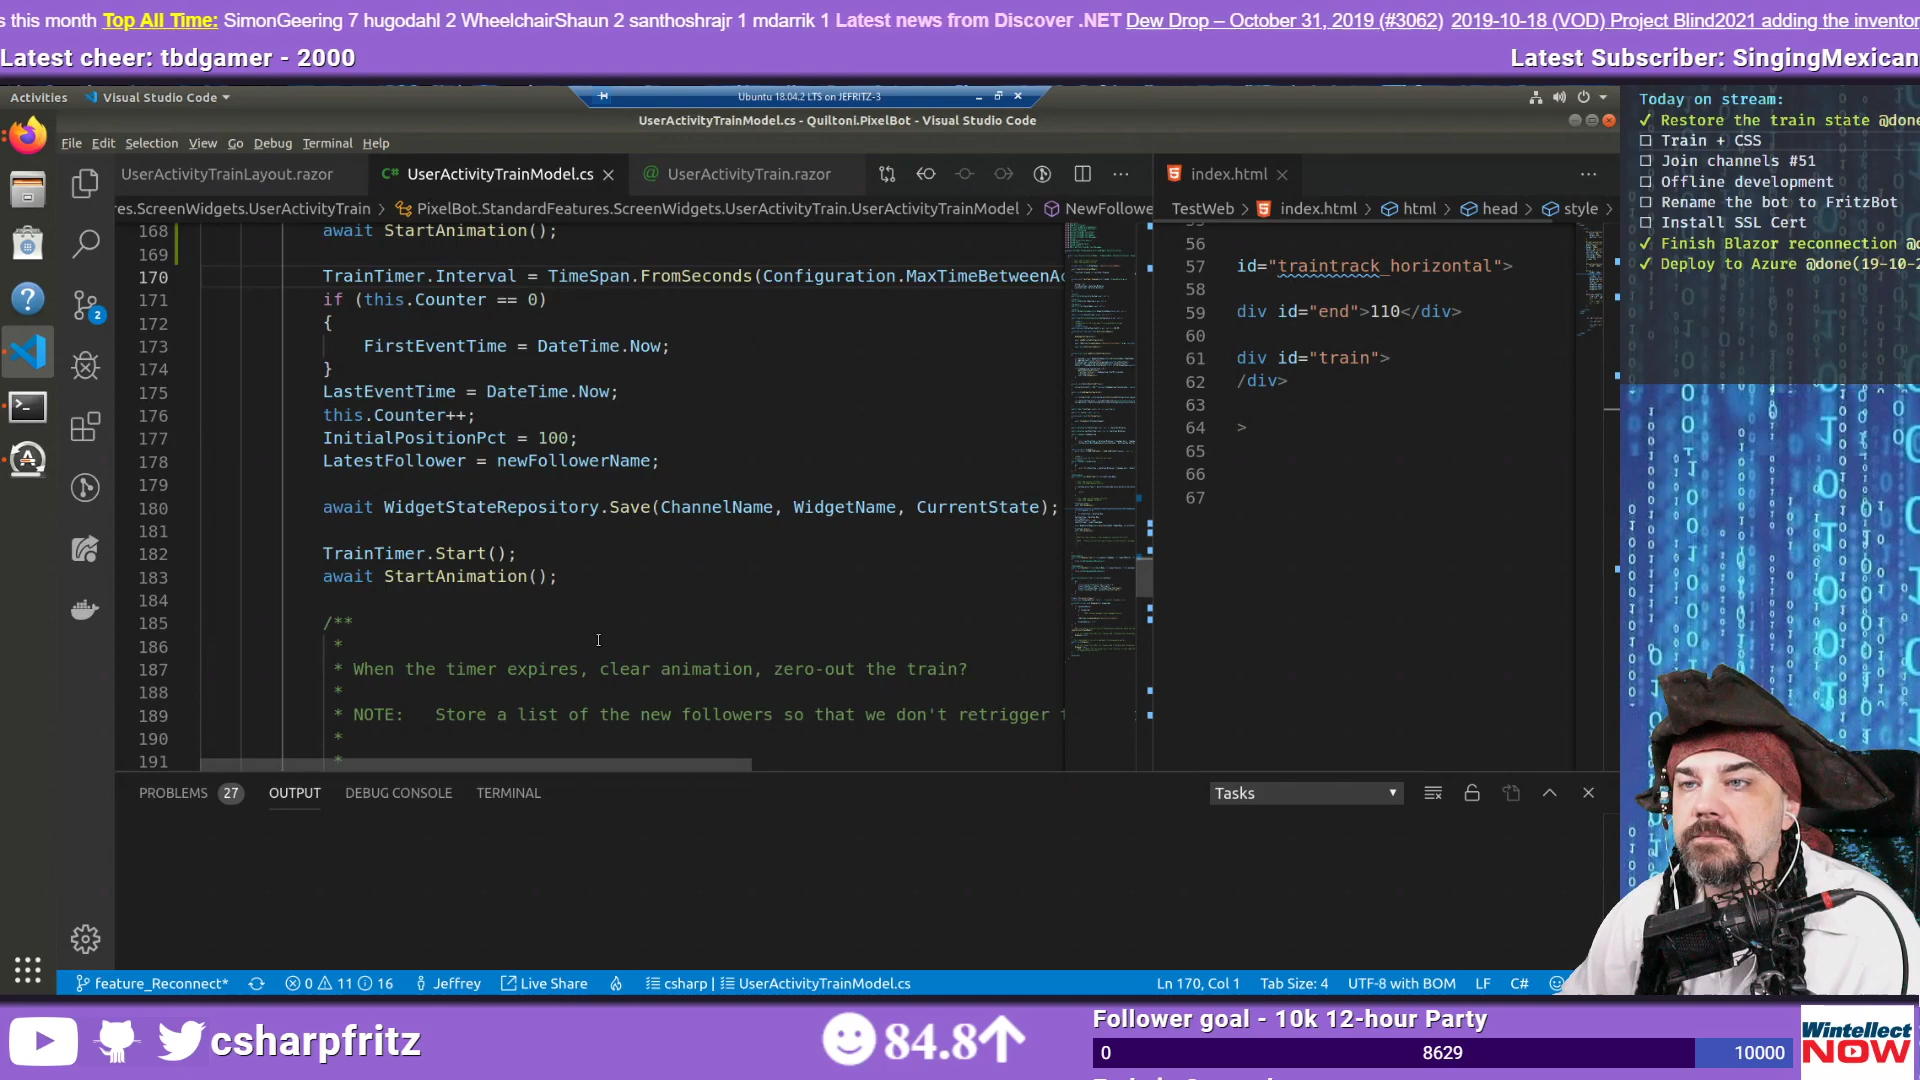 s this month Top All Time: SimonGeering 7 hugodahl 2 WheelchairShaun 2 santhoshrajr 1 mdarrik 1 Latest news from Discover .NET Dew Drop – October 31, 2019 (#3062) 2019-10-18 (VOD) Project Blind2021 adding the inventor
Latest cheer: tbdgamer - 2000
Latest Subscriber: SingingMexican
Activities Visual Studio Code
Ubuntu 18.04.2 LTS on JEFRITZ-3
UserActivityTrainModel.cs - Quiltoni.PixelBot - Visual Studio Code
File Edit Selection View Go Debug Terminal Help
UserActivityTrainLayout.razor C# UserActivityTrainModel.cs UserActivityTrain.razor
index.html
res.ScreenWidgets.UserActivityTrain > PixelBot.StandardFeatures.ScreenWidgets.UserActivityTrain.UserActivityTrainModel > NewFollowe
TestWeb > index.html > html > head > style >
168 await StartAnimation();
169
170 TrainTimer.Interval = TimeSpan.FromSeconds(Configuration.MaxTimeBetweenAc
171 if (this.Counter == 0)
172 {
173 FirstEventTime = DateTime.Now;
174 }
175 LastEventTime = DateTime.Now;
176 this.Counter++;
177 InitialPositionPct = 100;
178 LatestFollower = newFollowerName;
179
180 await WidgetStateRepository.Save(ChannelName, WidgetName, CurrentState);
181
182 TrainTimer.Start();
183 await StartAnimation();
184
185 /**
186 *
187 * When the timer expires, clear animation, zero-out the train?
188 *
189 * NOTE: Store a list of the new followers so that we don't retrigger
190 *
191 *
56
57 id="traintrack_horizontal">
58
59 div id="end">110</div>
60
61 div id="train">
62 /div>
63
64 >
65
66
67
2
PROBLEMS 27 OUTPUT DEBUG CONSOLE TERMINAL
Tasks
feature_Reconnect* 0 11 16 Jeffrey Live Share csharp | UserActivityTrainModel.cs
Ln 170, Col 1 Tab Size: 4 UTF-8 with BOM LF C#
Today on stream:
✓ Restore the train state @done
☐ Train + CSS
☐ Join channels #51
☐ Offline development
☐ Rename the bot to FritzBot
☐ Install SSL Cert
✓ Finish Blazor reconnection @d
✓ Deploy to Azure @done(19-10-2
csharpfritz
84.8
Follower goal - 10k 12-hour Party
0 8629 10000
Wintellect
NOW